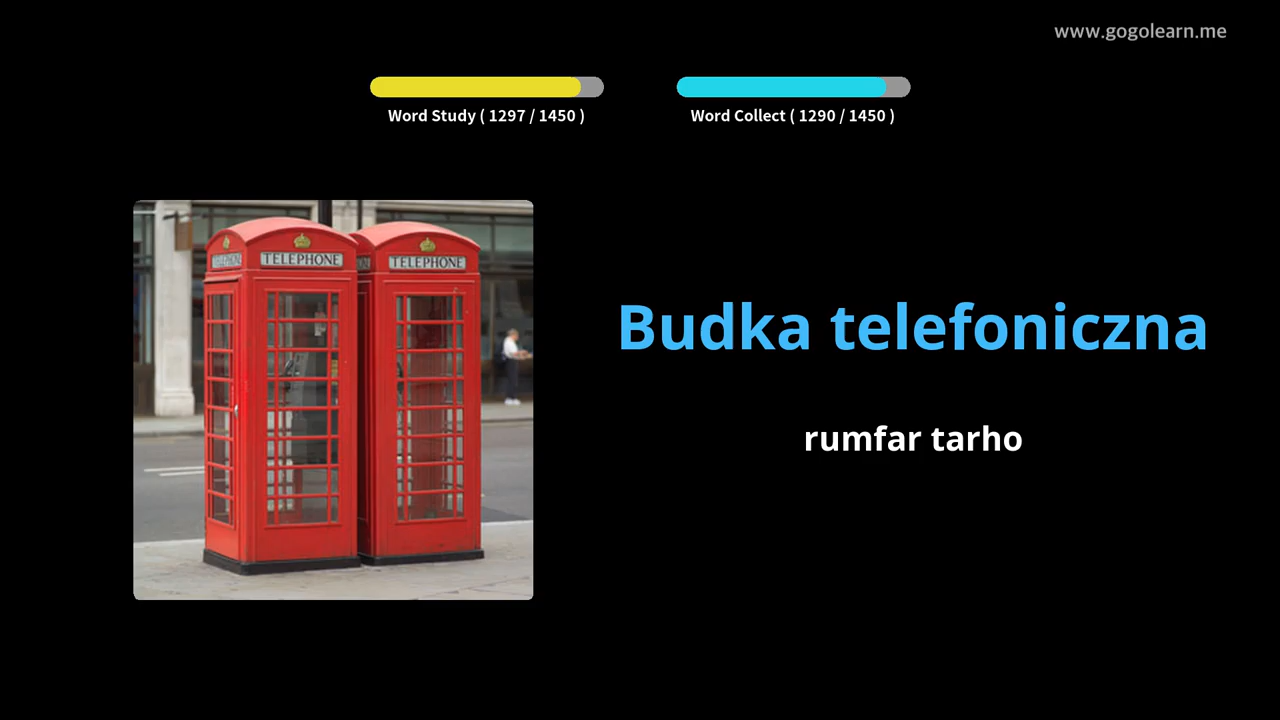 www.gogolearn.me
Word Study ( 1297 / 1450 )
Word Collect ( 1290 / 1450 )
TELEPHONE
TELEPHONE
Budka telefoniczna
rumfar tarho